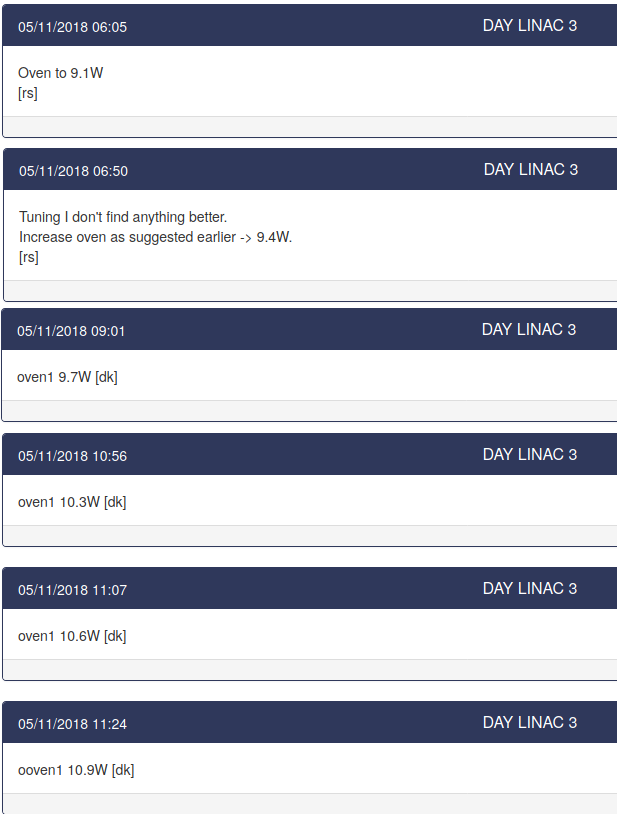 05/11/2018 06:05 DAY LINAC 3
Oven to 9.1W
[rs]
05/11/2018 06:50 DAY LINAC 3
Tuning I don't find anything better.
Increase oven as suggested earlier -> 9.4W.
[rs]
05/11/2018 09:01 DAY LINAC 3
oven1 9.7W [dk]
05/11/2018 10:56 DAY LINAC 3
oven1 10.3W [dk]
05/11/2018 11:07 DAY LINAC 3
oven1 10.6W [dk]
05/11/2018 11:24 DAY LINAC 3
ooven1 10.9W [dk]